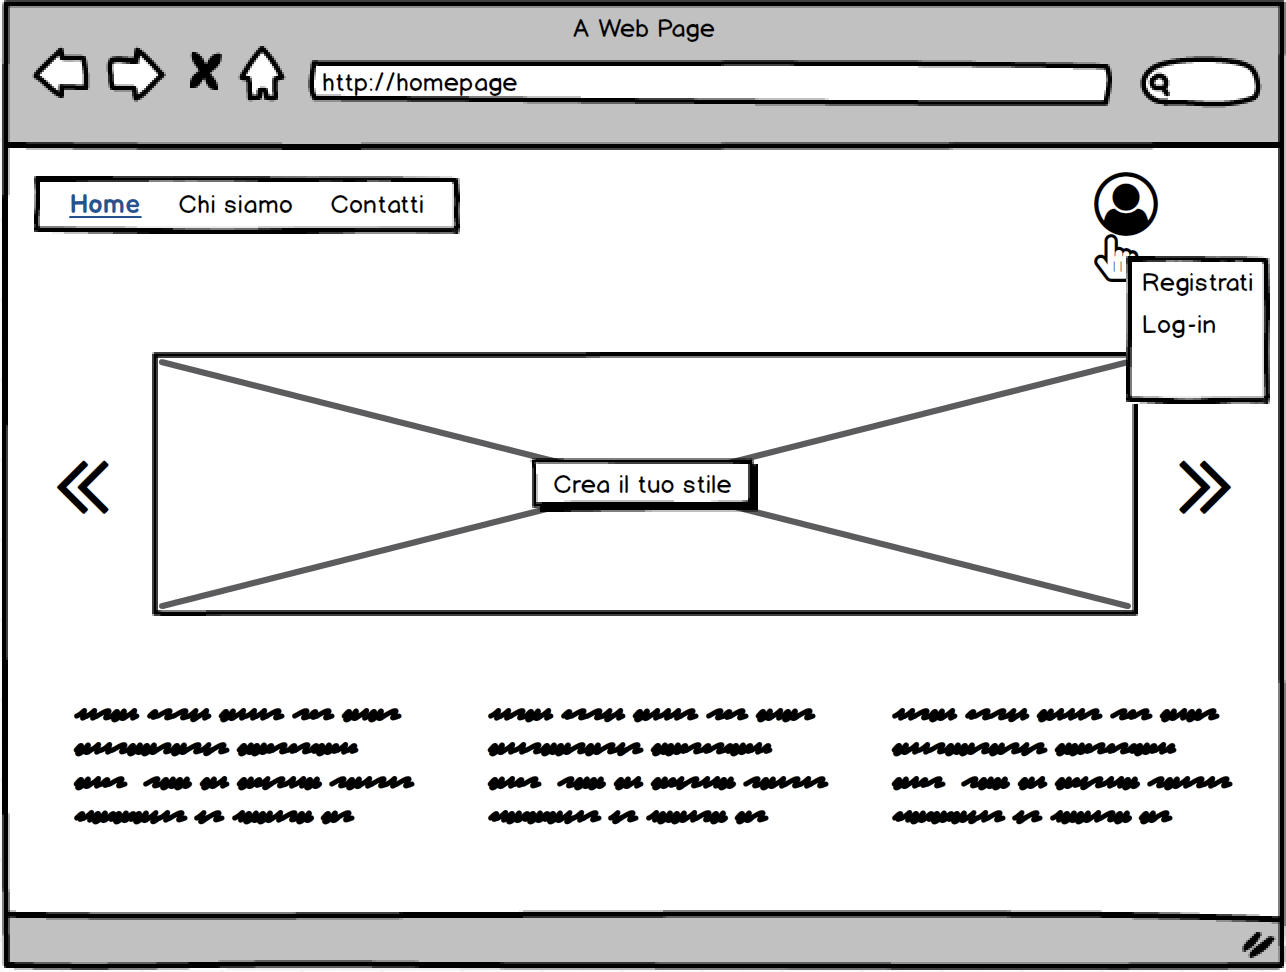 A Web Page
http://homepage
Home Chi siamo Contatti
Registrati
Log-in
Crea il tuo stile